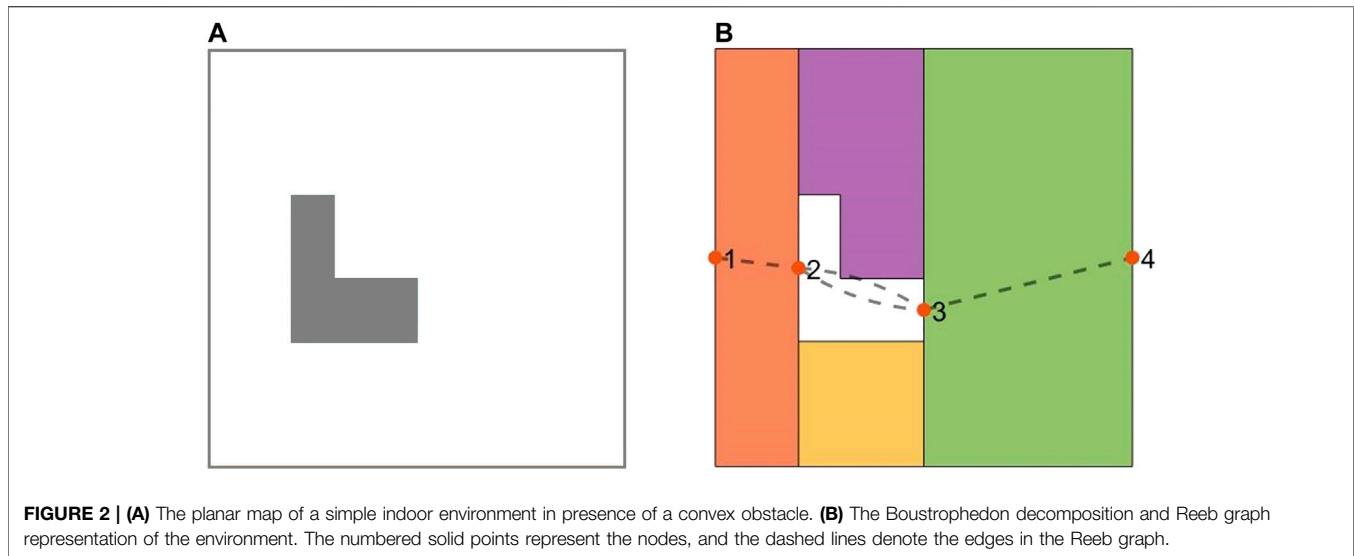 A
B
1
2
3
4
FIGURE 2 | (A) The planar map of a simple indoor environment in presence of a convex obstacle. (B) The Boustrophedon decomposition and Reeb graph
representation of the environment. The numbered solid points represent the nodes, and the dashed lines denote the edges in the Reeb graph.